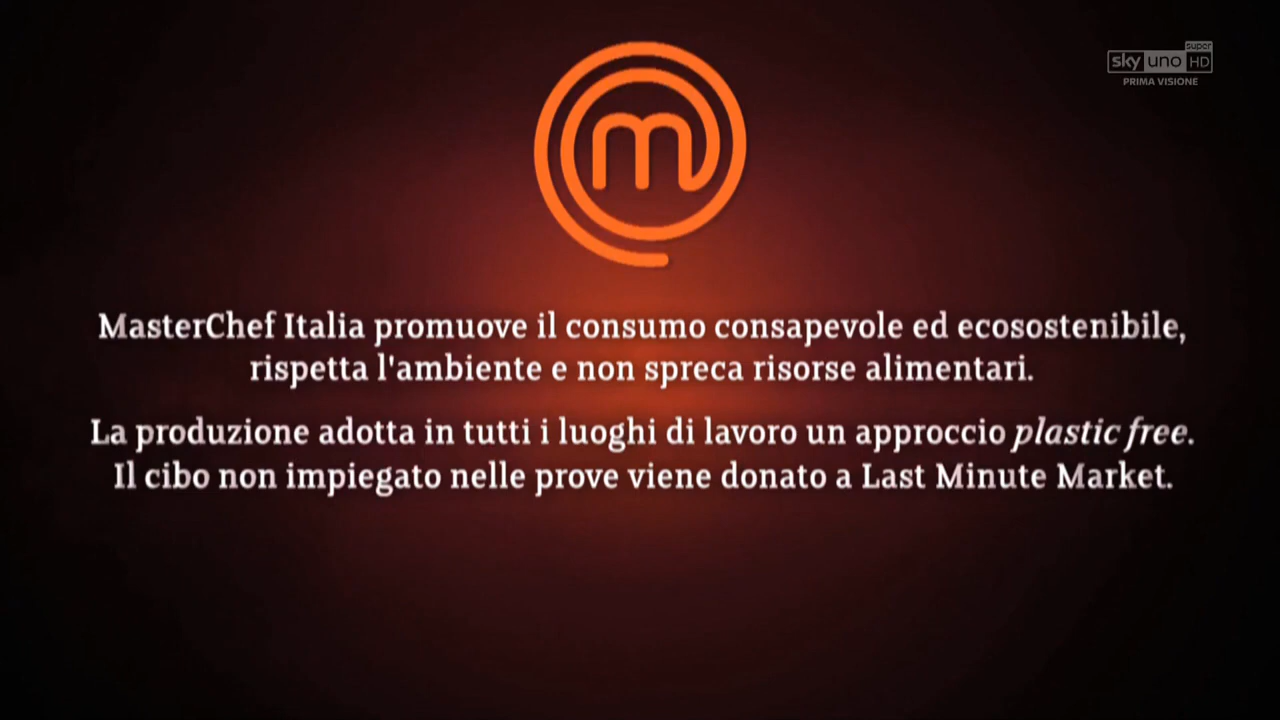 super
sky uno HD
PRIMA VISIONE
m
MasterChef Italia promuove il consumo consapevole ed ecosostenibile,
rispetta l'ambiente e non spreca risorse alimentari.
La produzione adotta in tutti i luoghi di lavoro un approccio plastic free.
Il cibo non impiegato nelle prove viene donato a Last Minute Market.